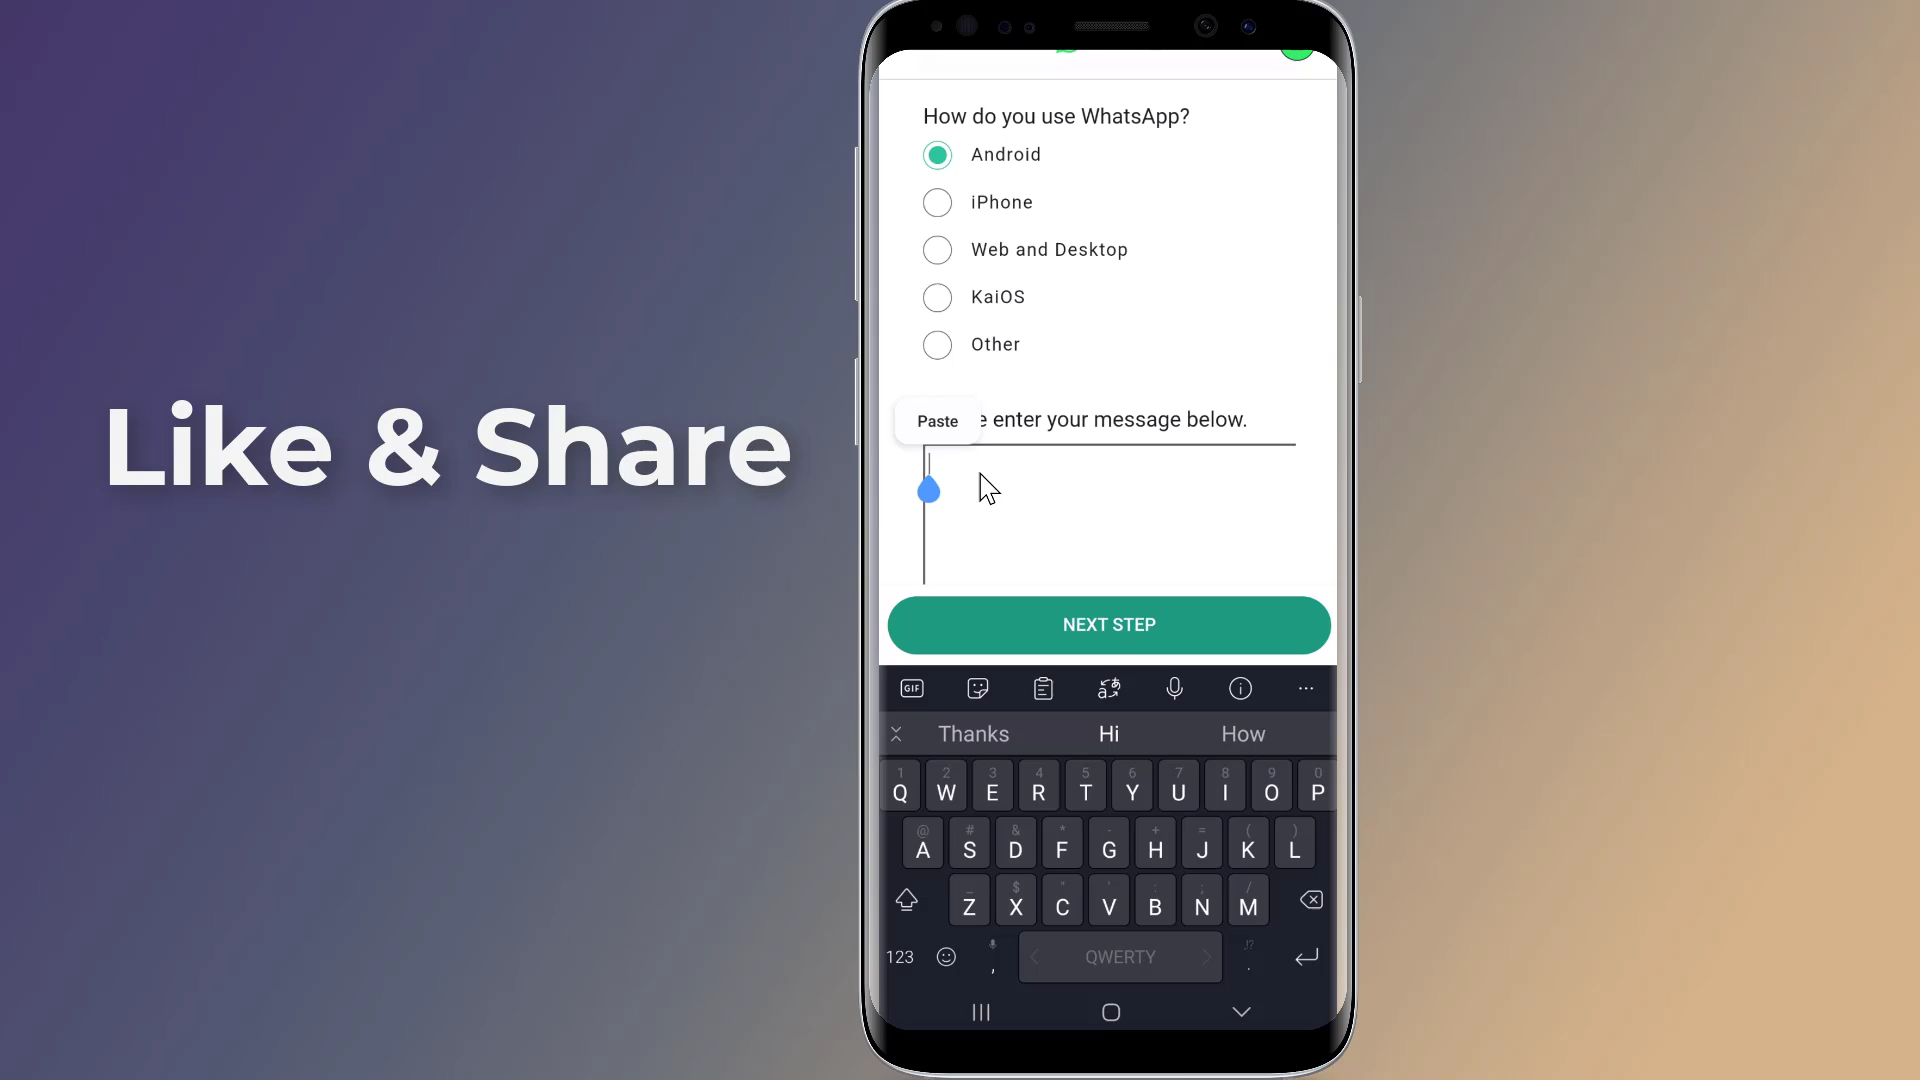 Like & Share
How do you use WhatsApp?
Android
iPhone
Web and Desktop
KaiOS
Other
Paste
e enter your message below.
NEXT STEP
GIF
Thanks Hi How
1 2 3 4 5 6 7 8 9 0
Q W E R T Y U I O P
@ # & * - + = ( )
A S D F G H J K L
_ $ " ' : ; /
Z X C V B N M
123 , QWERTY .
.!?